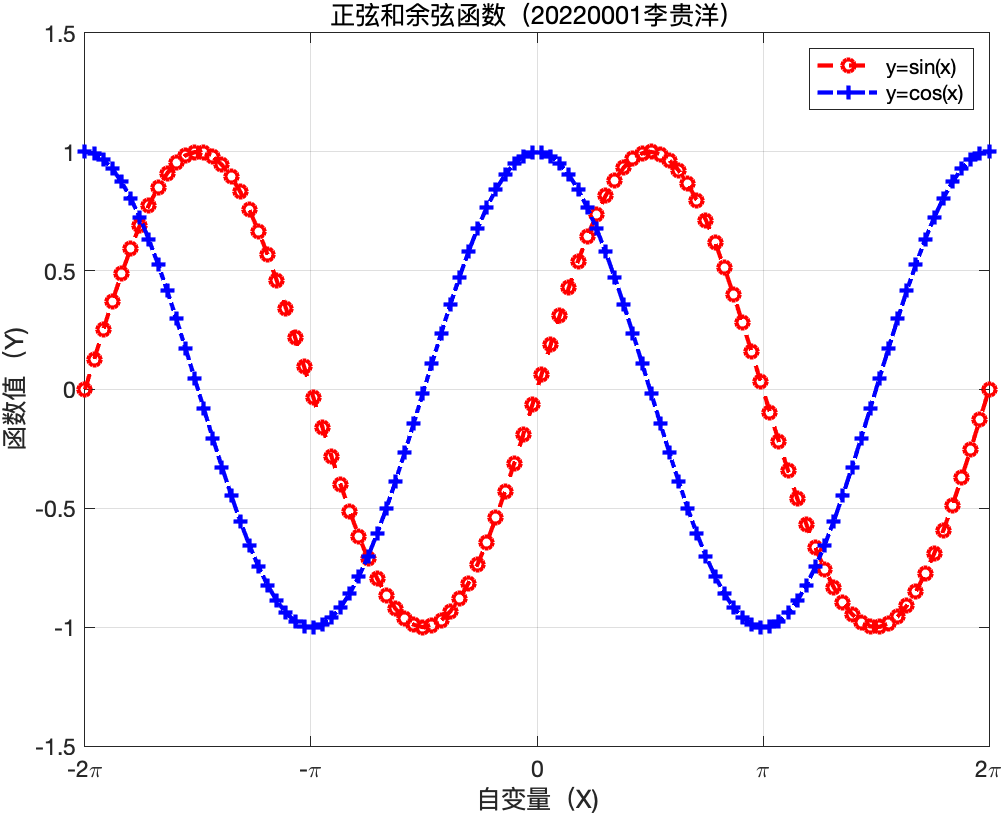 正弦和余弦函数（20220001李贵洋）
y=sin(x)
y=cos(x)
1.5
1
0.5
0
-0.5
-1
-1.5
函数值（Y）
-2π -π 0 π 2π
自变量（X)